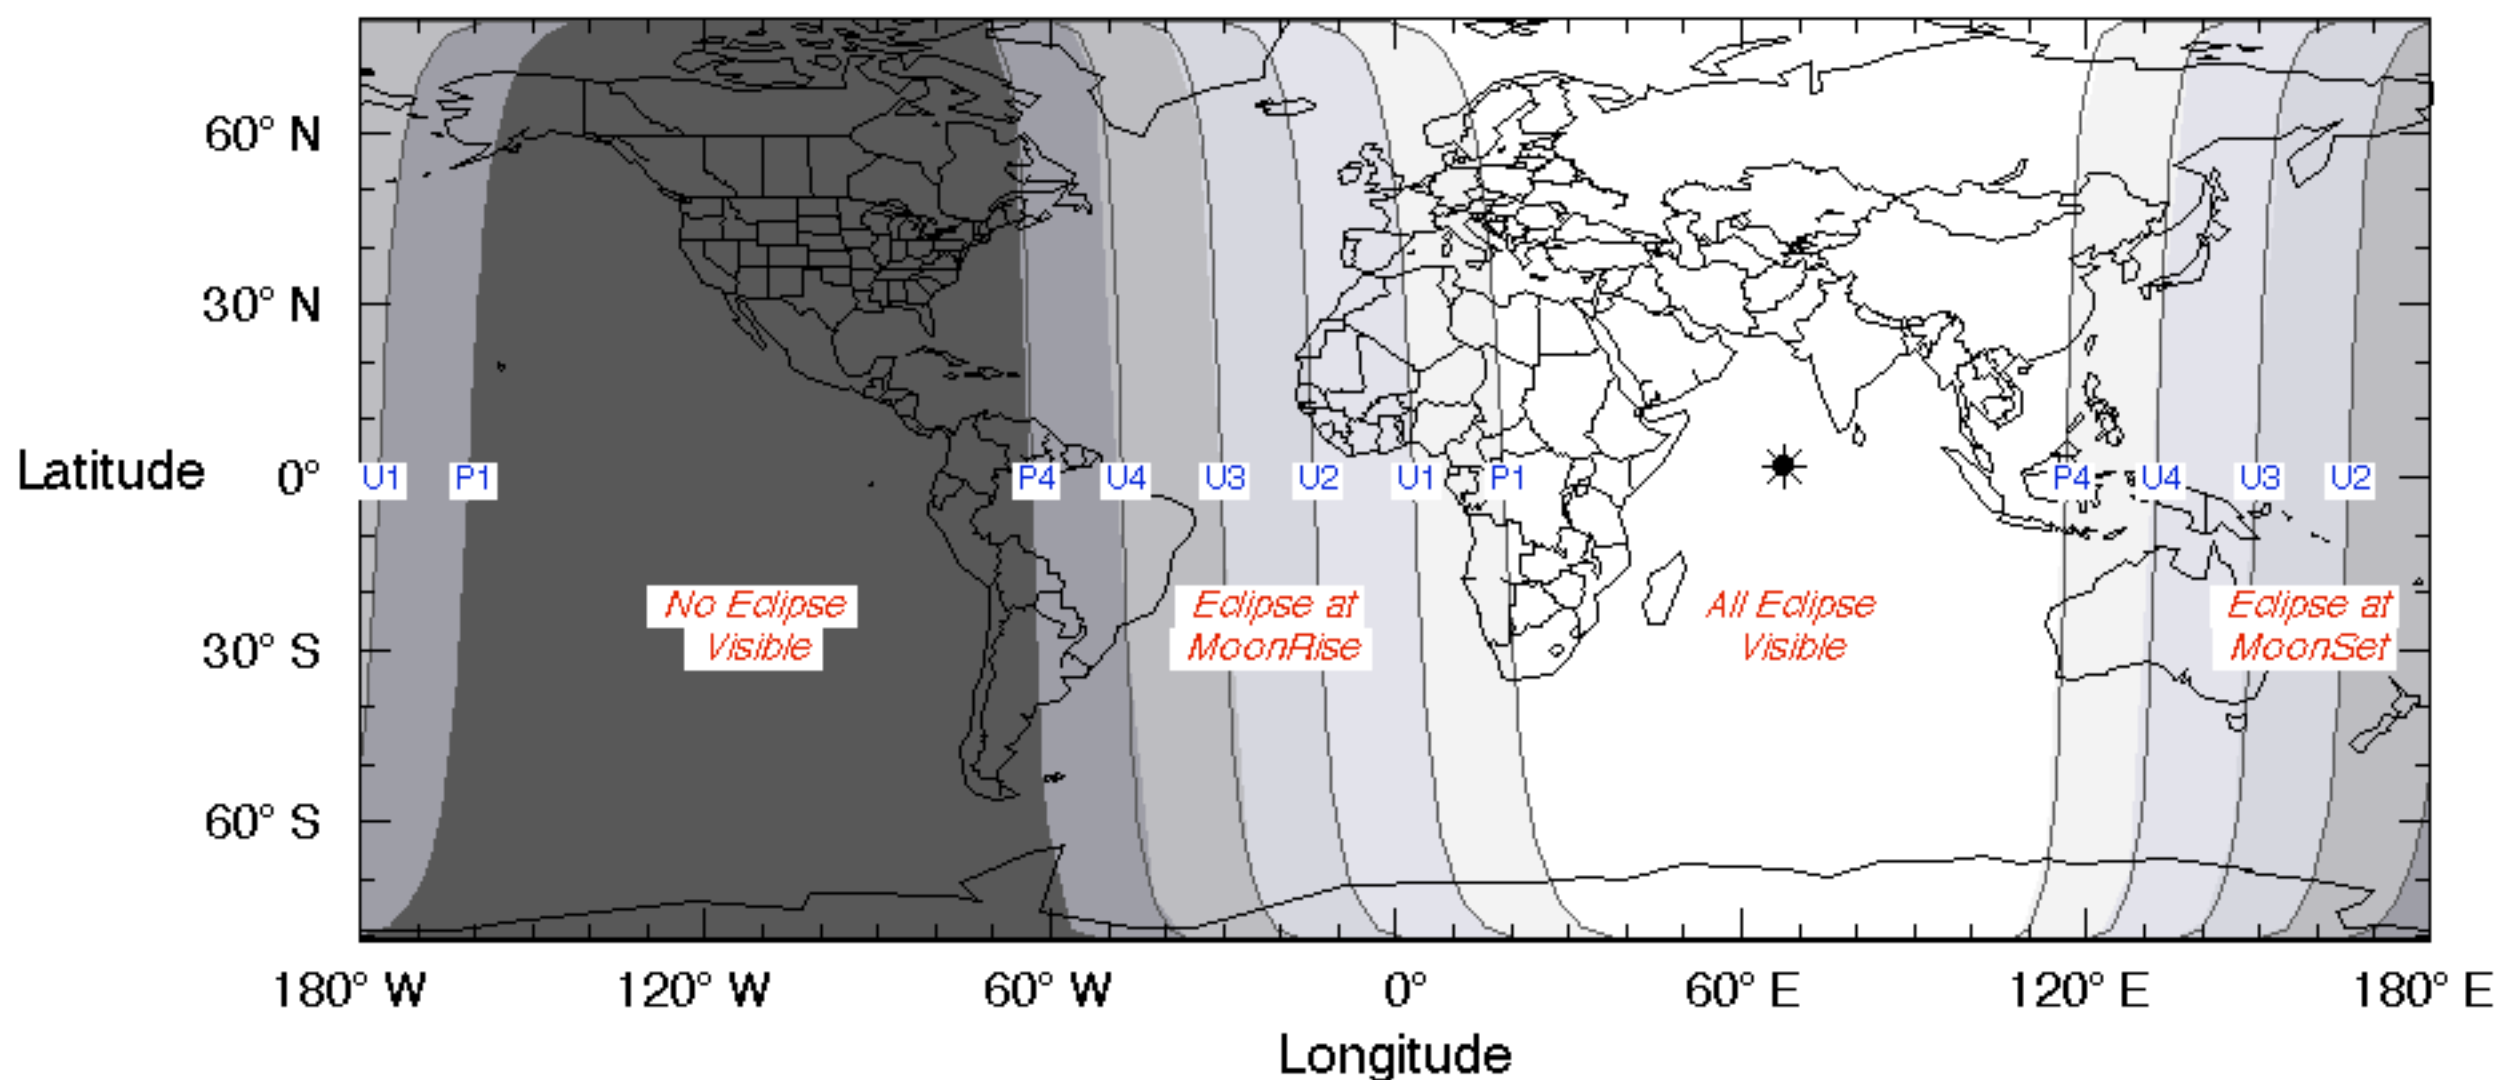 60° N
30° N
Latitude 0°
U1 P1 P4 U4 U3 U2 U1 P1 P4 U4 U3 U2
No Eclipse
Visible
Eclipse at
MoonRise
All Eclipse
Visible
Eclipse at
MoonSet
30° S
60° S
180° W 120° W 60° W 0° 60° E 120° E 180° E
Longitude